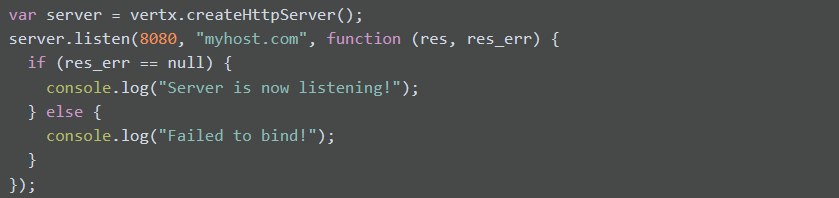 var server = vertx.createHttpServer();
server.listen(8080, "myhost.com", function (res, res_err) {
  if (res_err == null) {
    console.log("Server is now listening!");
  } else {
    console.log("Failed to bind!");
  }
});